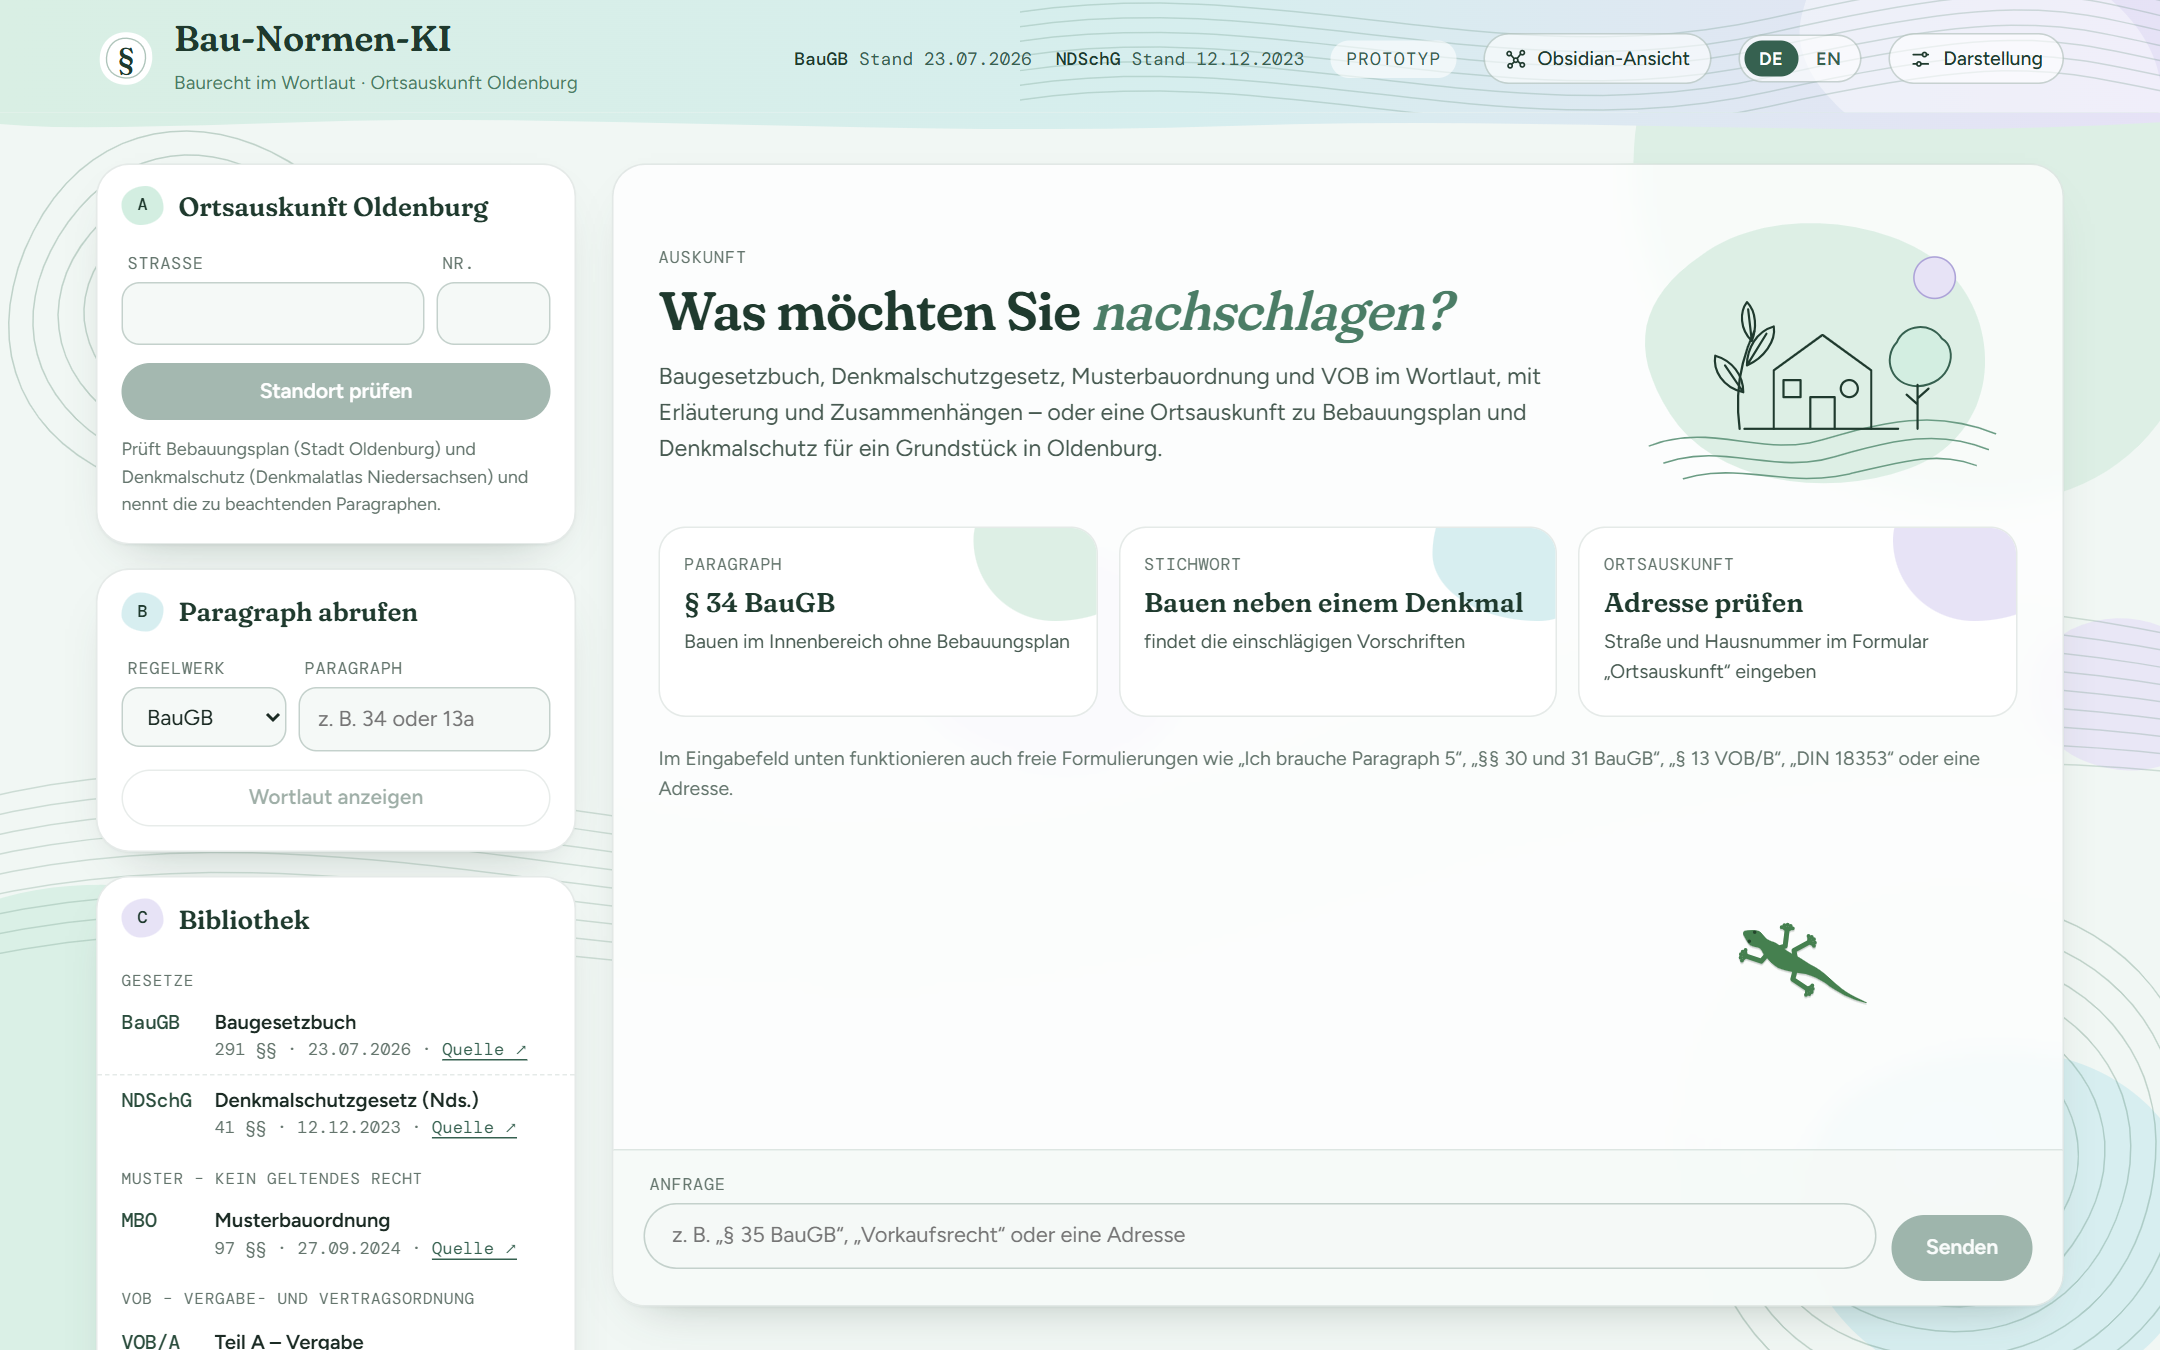 §
Bau-Normen-KI
Baurecht im Wortlaut · Ortsauskunft Oldenburg
BauGB Stand 23.07.2026 NDSchG Stand 12.12.2023 PROTOTYP Obsidian-Ansicht DE EN Darstellung
A Ortsauskunft Oldenburg
STRASSE NR.
Standort prüfen
Prüft Bebauungsplan (Stadt Oldenburg) und
Denkmalschutz (Denkmalatlas Niedersachsen) und
nennt die zu beachtenden Paragraphen.
B Paragraph abrufen
REGELWERK PARAGRAPH
BauGB z. B. 34 oder 13a
Wortlaut anzeigen
C Bibliothek
GESETZE
BauGB Baugesetzbuch
291 §§ · 23.07.2026 · Quelle ↗
NDSchG Denkmalschutzgesetz (Nds.)
41 §§ · 12.12.2023 · Quelle ↗
MUSTER – KEIN GELTENDES RECHT
MBO Musterbauordnung
97 §§ · 27.09.2024 · Quelle ↗
VOB – VERGABE- UND VERTRAGSORDNUNG
VOB/A Teil A – Vergabe
AUSKUNFT
Was möchten Sie nachschlagen?
Baugesetzbuch, Denkmalschutzgesetz, Musterbauordnung und VOB im Wortlaut, mit
Erläuterung und Zusammenhängen – oder eine Ortsauskunft zu Bebauungsplan und
Denkmalschutz für ein Grundstück in Oldenburg.
PARAGRAPH
§ 34 BauGB
Bauen im Innenbereich ohne Bebauungsplan
STICHWORT
Bauen neben einem Denkmal
findet die einschlägigen Vorschriften
ORTSAUSKUNFT
Adresse prüfen
Straße und Hausnummer im Formular
„Ortsauskunft“ eingeben
Im Eingabefeld unten funktionieren auch freie Formulierungen wie „Ich brauche Paragraph 5“, „§§ 30 und 31 BauGB“, „§ 13 VOB/B“, „DIN 18353“ oder eine
Adresse.
ANFRAGE
z. B. „§ 35 BauGB“, „Vorkaufsrecht“ oder eine Adresse
Senden